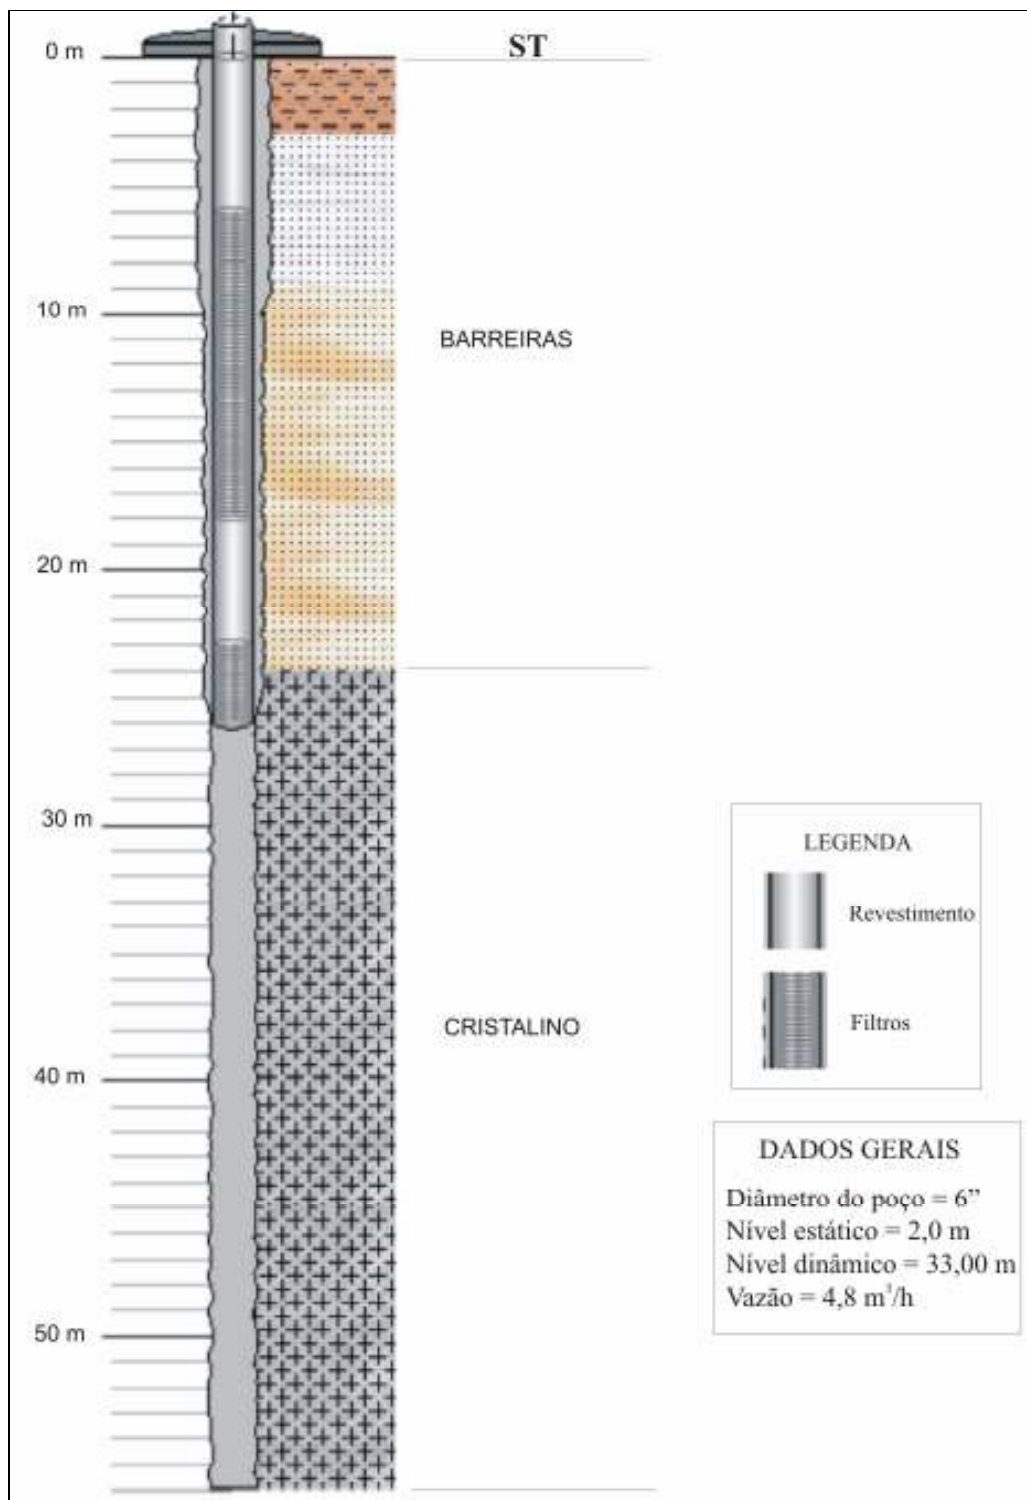 0 m
ST
10 m
BARREIRAS
20 m
30 m
LEGENDA
Revestimento
Filtros
CRISTALINO
40 m
DADOS GERAIS
Diâmetro do poço = 6”
Nível estático = 2,0 m
Nível dinâmico = 33,00 m
Vazão = 4,8 m³/h
50 m